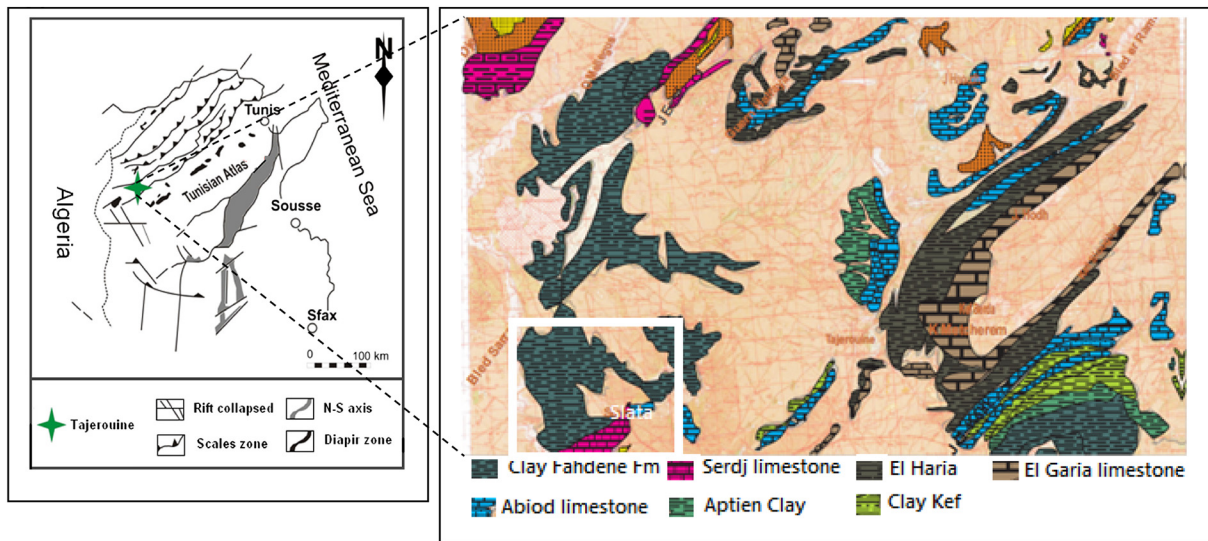 N
Mediterranean Sea
Tunis
Tunisian Atlas
Algeria
Sousse
Sfax
0 100 km
Tajerouine
Rift collapsed
N-S axis
Scales zone
Diapir zone
Tajerouine
Bled
Slata
Clay Fahdene Fm
Serdj limestone
El Haria
El Garia limestone
Abiod limestone
Aptien Clay
Clay Kef